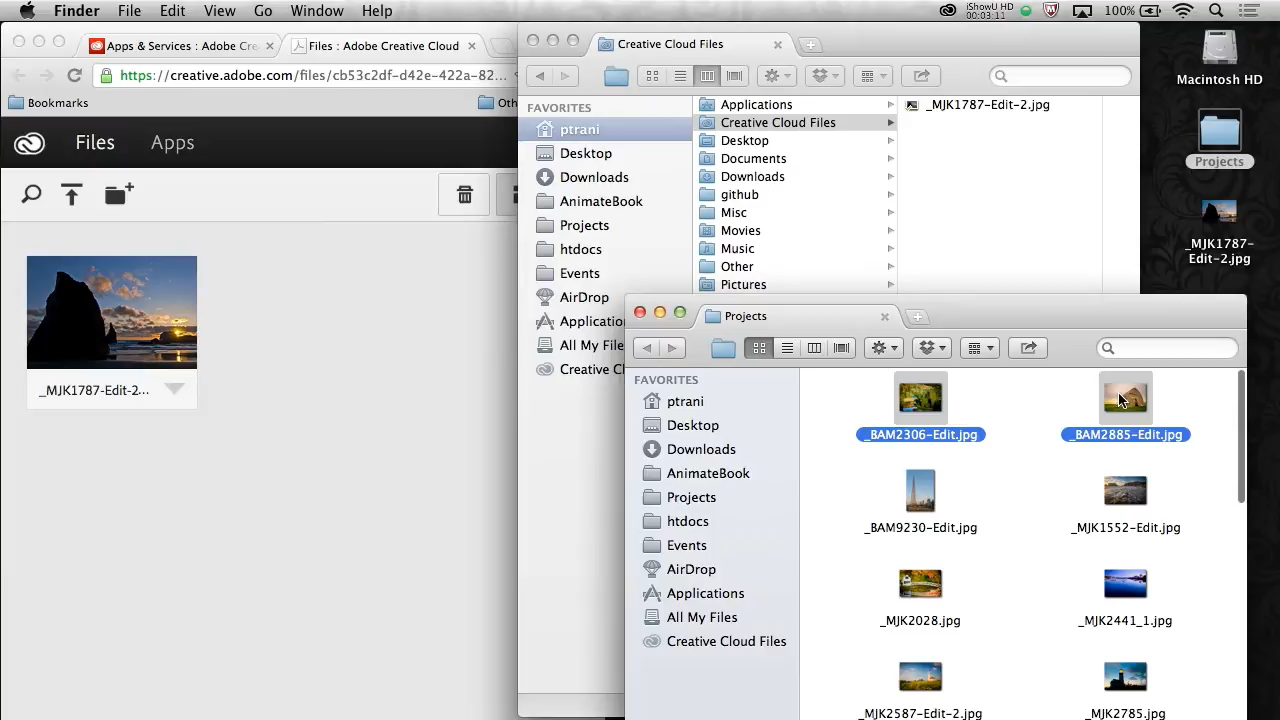 Finder File Edit View Go Window Help
iShowU HD
00:03:11
100%
Apps & Services : Adobe Cre
Files : Adobe Creative Cloud
https://creative.adobe.com/files/cb53c2df-d42e-422a-82...
Bookmarks
Oth
Files Apps
_MJK1787-Edit-2...
Creative Cloud Files
FAVORITES
ptrani
Desktop
Downloads
AnimateBook
Projects
htdocs
Events
AirDrop
Applicatio
All My Files
Creative Cl
Applications
Creative Cloud Files
Desktop
Documents
Downloads
github
Misc
Movies
Music
Other
Pictures
_MJK1787-Edit-2.jpg
Macintosh HD
Projects
_MJK1787-
Edit-2.jpg
Projects
FAVORITES
ptrani
Desktop
Downloads
AnimateBook
Projects
htdocs
Events
AirDrop
Applications
All My Files
Creative Cloud Files
_BAM2306-Edit.jpg
_BAM2885-Edit.jpg
_BAM9230-Edit.jpg
_MJK1552-Edit.jpg
_MJK2028.jpg
_MJK2441_1.jpg
_MJK2587-Edit-2.jpg
_MJK2785.jpg